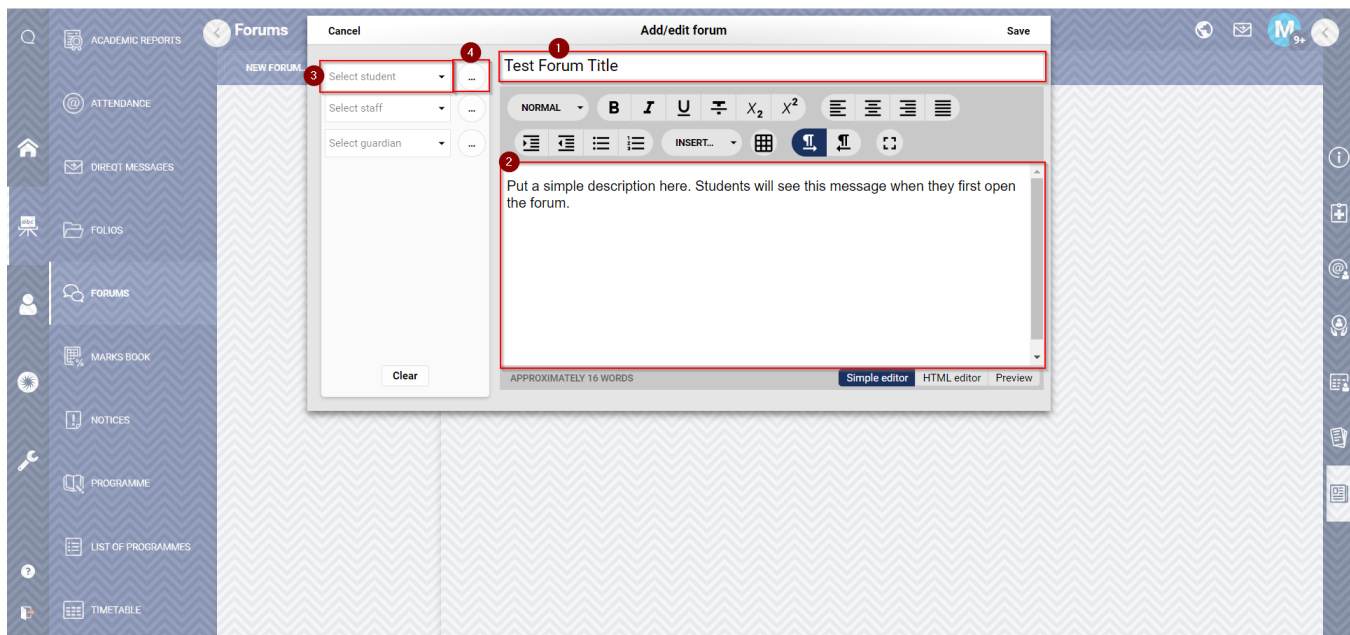 Forums
NEW FORUM...
ACADEMIC REPORTS
ATTENDANCE
DIREQT MESSAGES
FOLIOS
FORUMS
MARKS BOOK
NOTICES
PROGRAMME
LIST OF PROGRAMMES
TIMETABLE
abc
?
Cancel
Add/edit forum
Save
3
Select student
4
...
Select staff
...
Select guardian
...
Clear
1
Test Forum Title
NORMAL
B I U T X2 X2
INSERT...
2
Put a simple description here. Students will see this message when they first open
the forum.
APPROXIMATELY 16 WORDS
Simple editor
HTML editor
Preview
M
9+